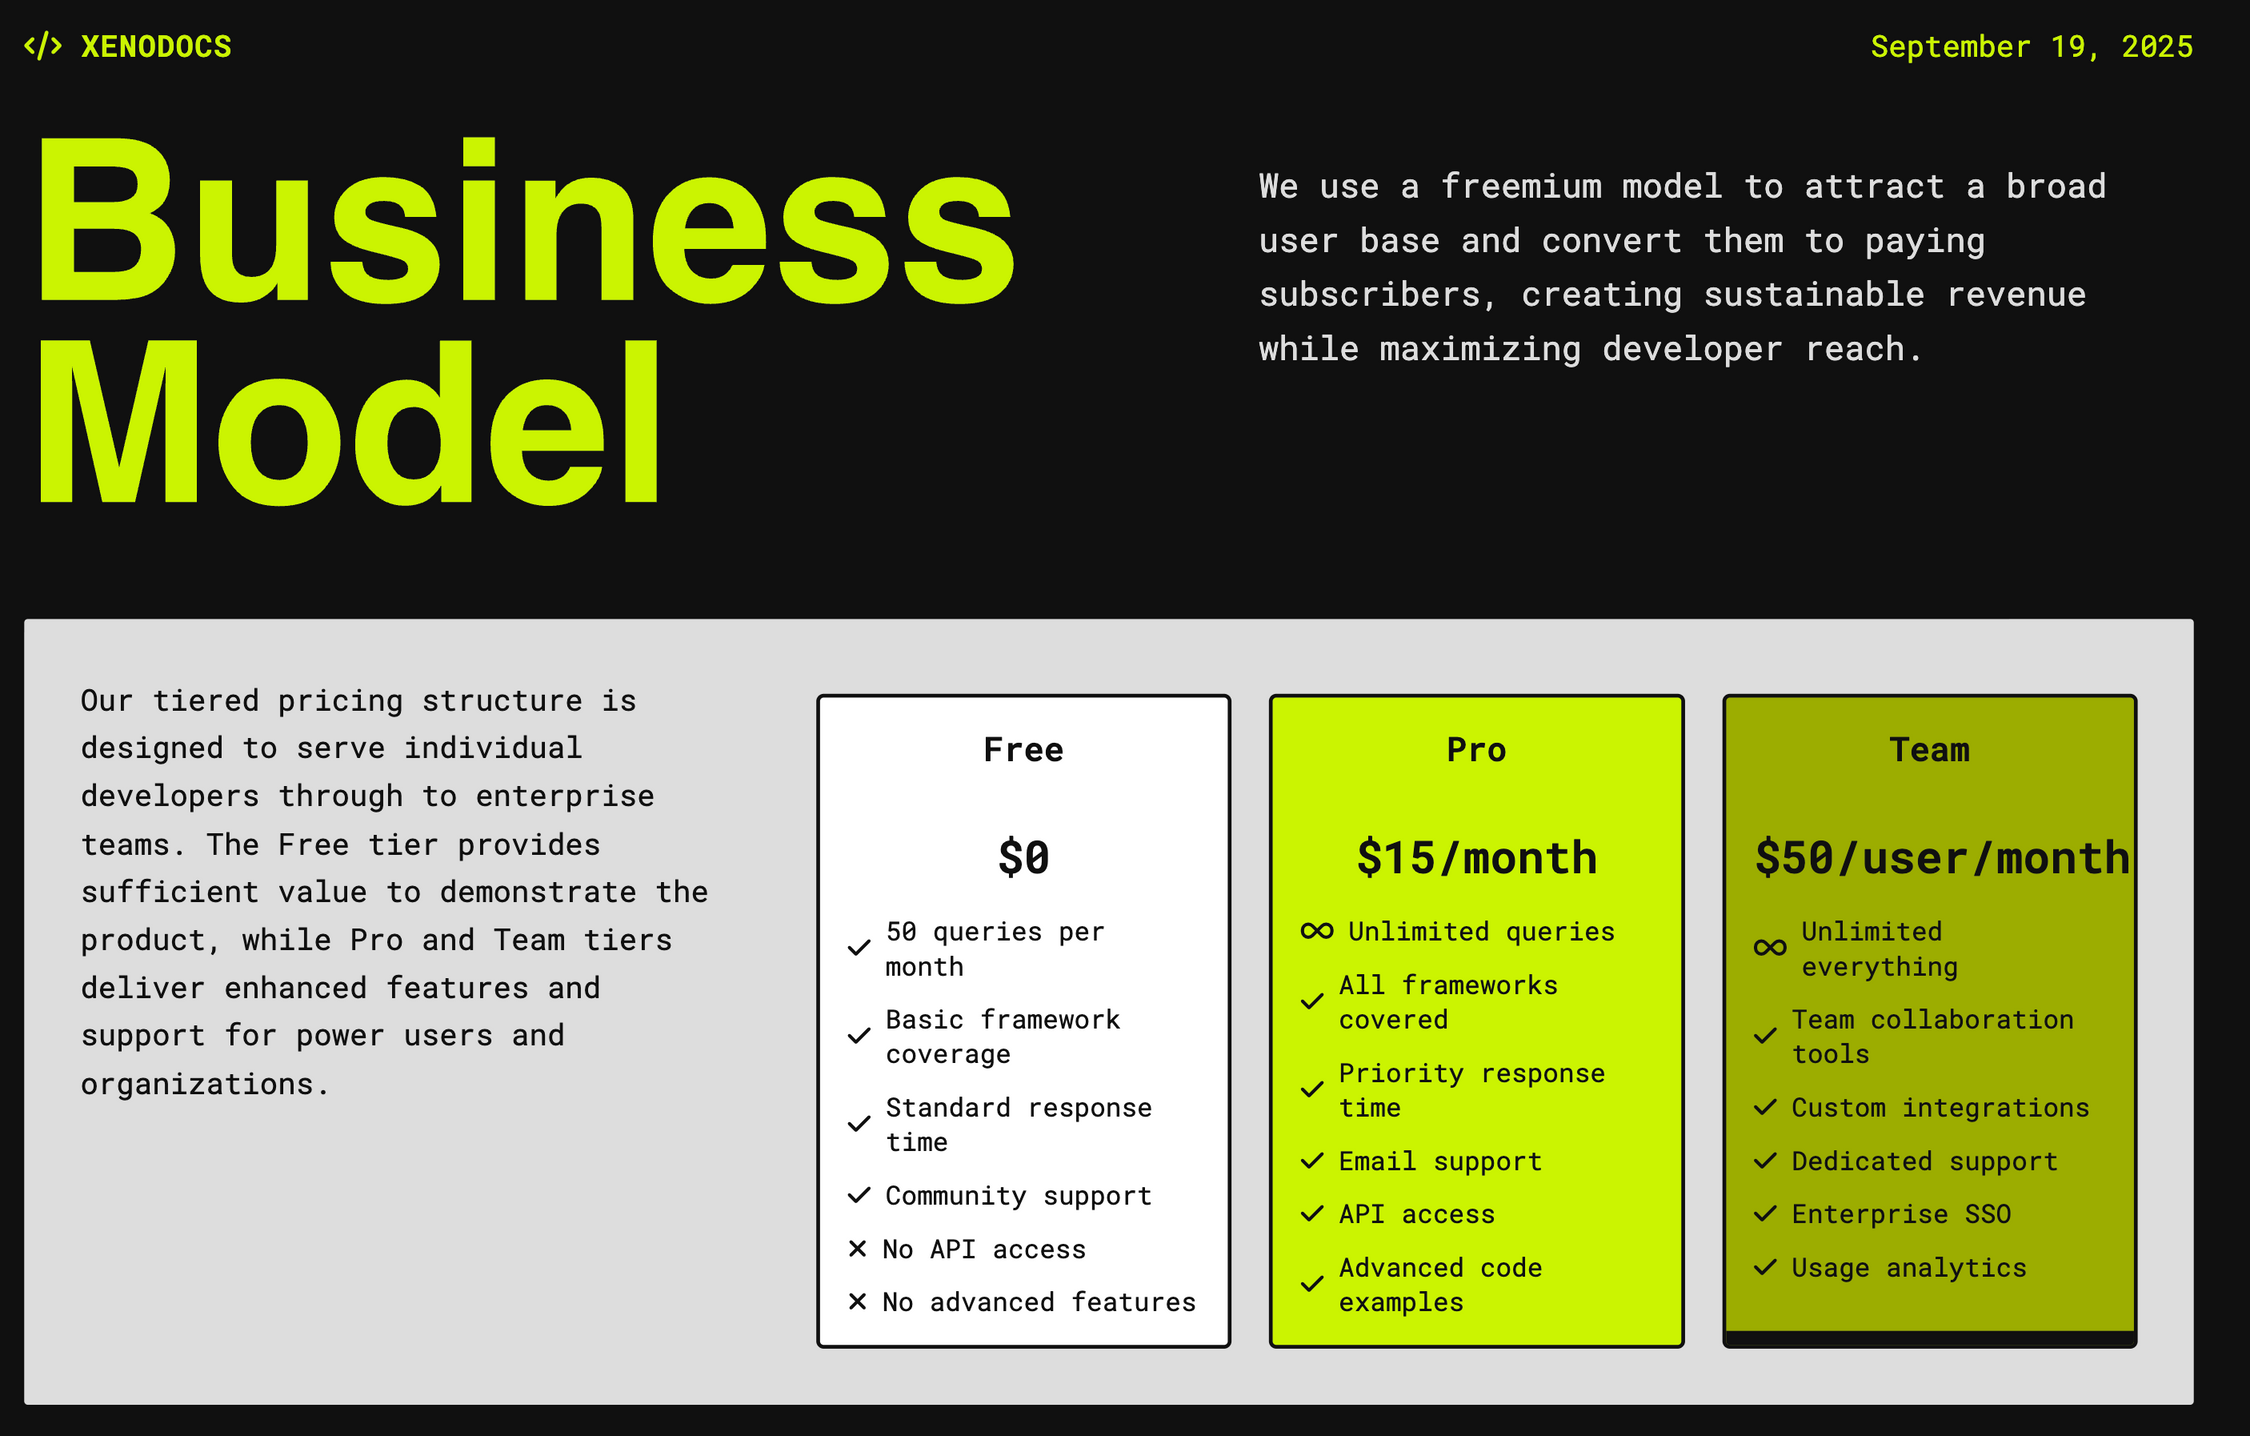 XENODOCS
September 19, 2025
Business
Model
We use a freemium model to attract a broad
user base and convert them to paying
subscribers, creating sustainable revenue
while maximizing developer reach.
Our tiered pricing structure is
designed to serve individual
developers through to enterprise
teams. The Free tier provides
sufficient value to demonstrate the
product, while Pro and Team tiers
deliver enhanced features and
support for power users and
organizations.
Free
$0
50 queries per
month
Basic framework
coverage
Standard response
time
Community support
No API access
No advanced features
Pro
$15/month
Unlimited queries
All frameworks
covered
Priority response
time
Email support
API access
Advanced code
examples
Team
$50/user/month
Unlimited
everything
Team collaboration
tools
Custom integrations
Dedicated support
Enterprise SSO
Usage analytics